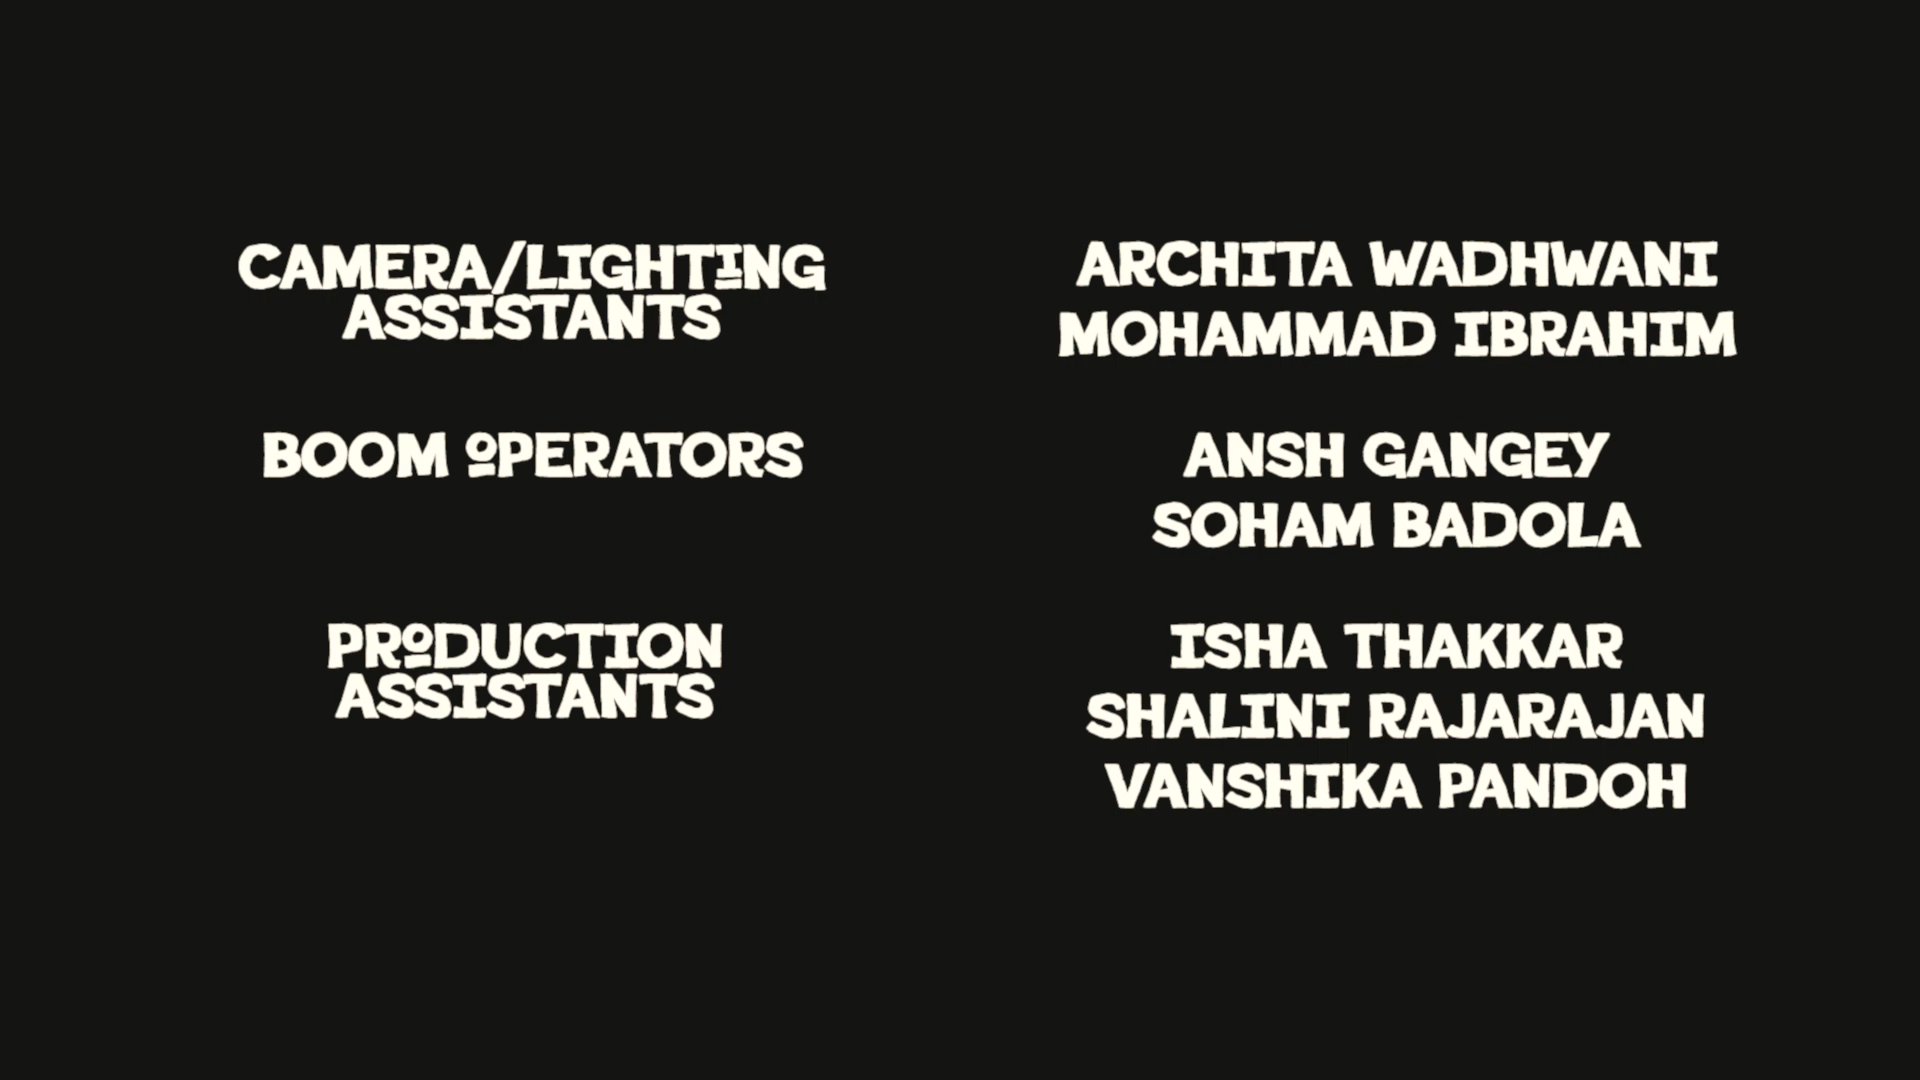 CAMERA/LIGHTING ASSISTANTS
ARCHITA WADHWANI
MOHAMMAD IBRAHIM
BOOM OPERATORS
ANSH GANGEY
SOHAM BADOLA
PRODUCTION
ASSISTANTS
ISHA THAKKAR
SHALINI RAJARAJAN
VANSHIKA PANDOH